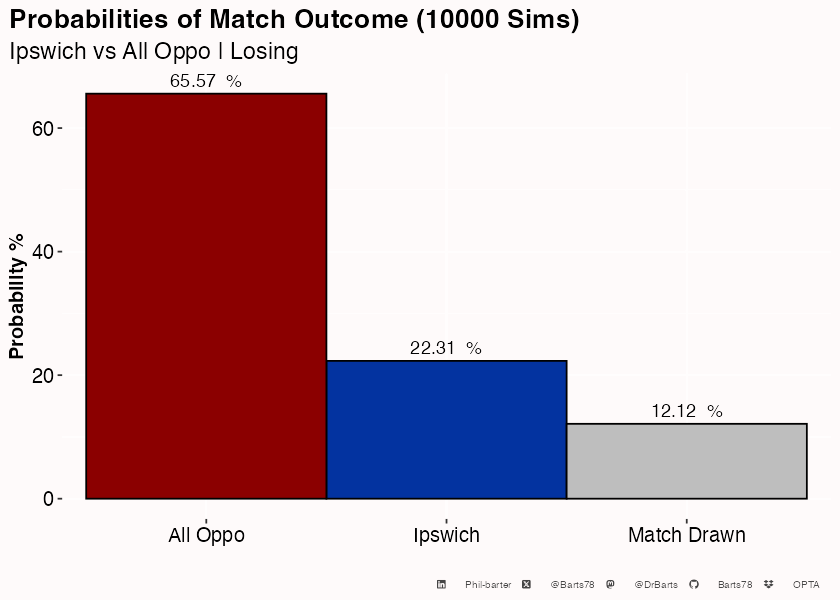 Probabilities of Match Outcome (10000 Sims)
Ipswich vs All Oppo | Losing
65.57 %
60
40
22.31 %
20
12.12 %
0
Probability %
All Oppo Ipswich Match Drawn
Phil-barter @Barts78 @DrBarts Barts78 OPTA